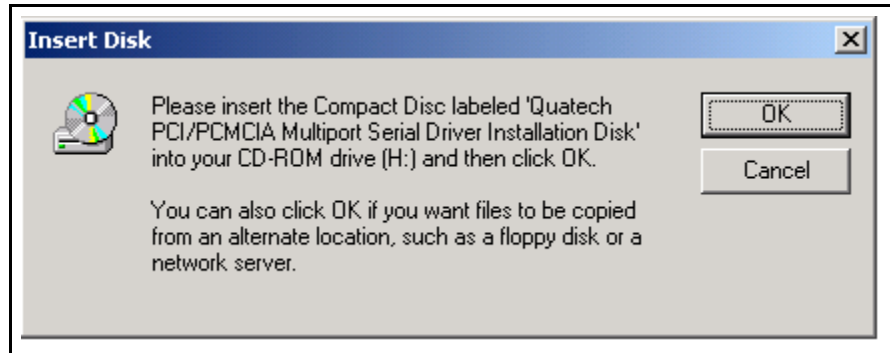 Insert Disk
Please insert the Compact Disc labeled 'Quatech
PCI/PCMCIA Multiport Serial Driver Installation Disk'
into your CD-ROM drive (H:) and then click OK.
You can also click OK if you want files to be copied
from an alternate location, such as a floppy disk or a
network server.
OK
Cancel